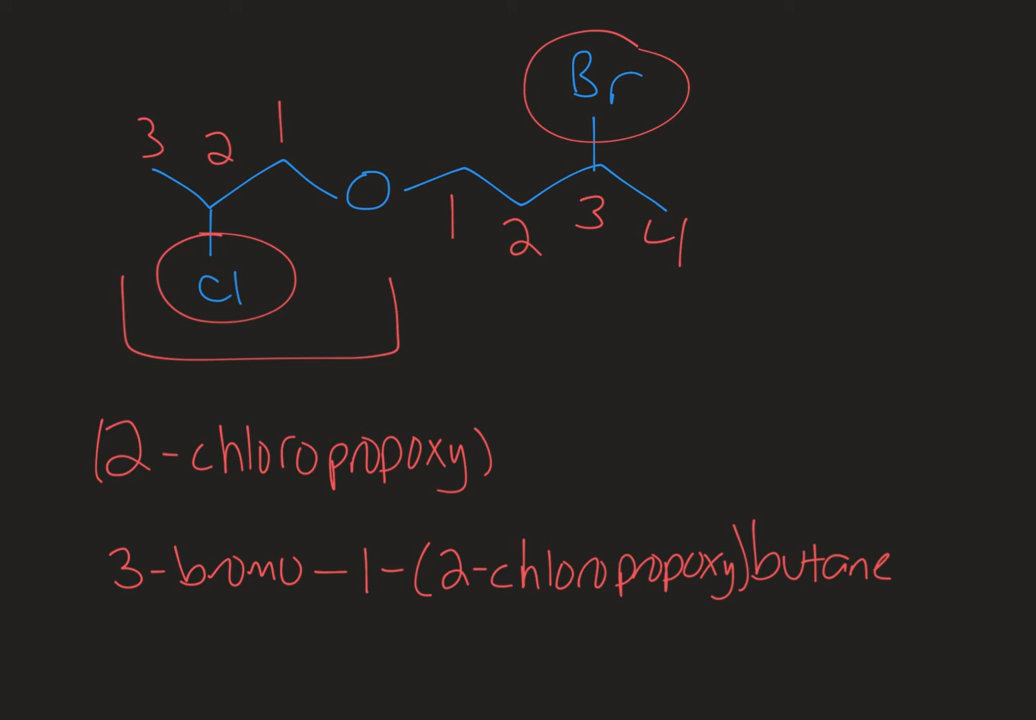 Br
3 2 1
O
1 2 3 4
Cl
(2-chloropropoxy)
3-bromo-1-(2-chloropropoxy)butane